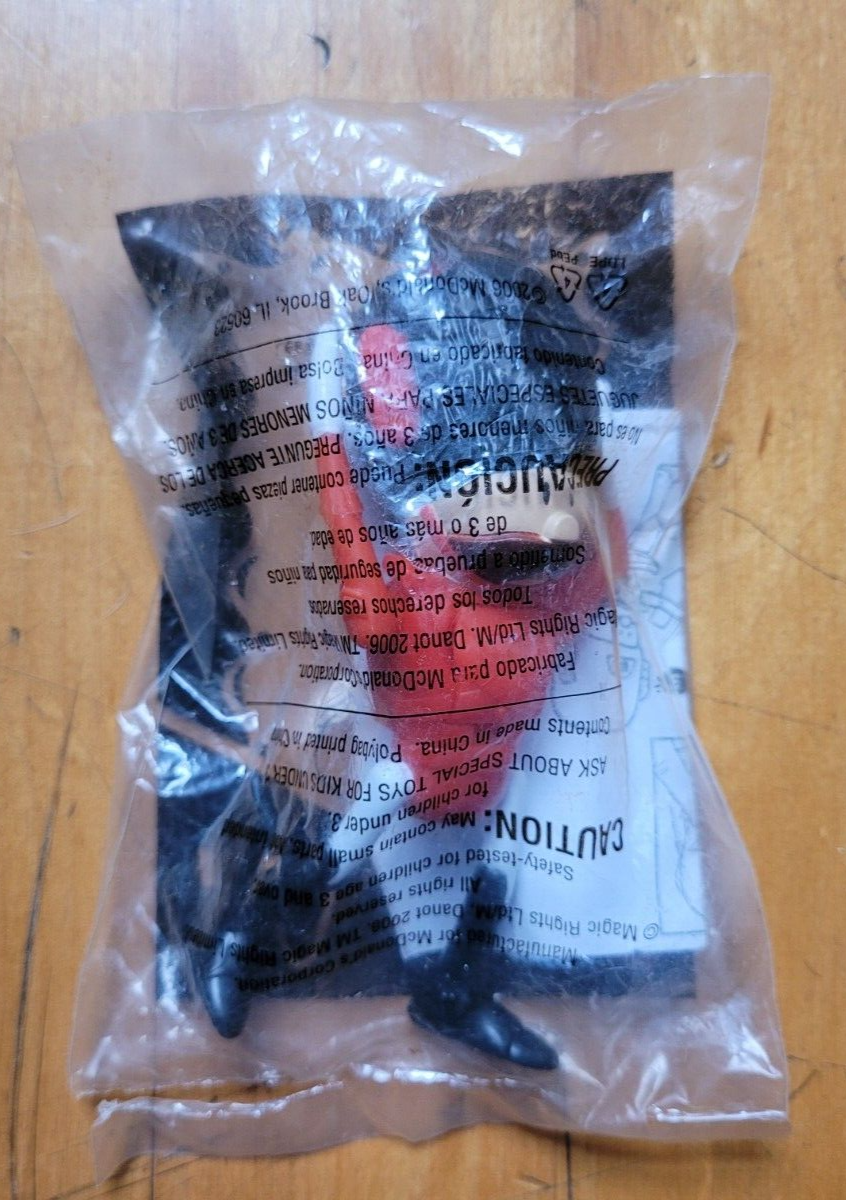 Manufactured for McDonald's Corporation.
© Magic Rights Ltd/M. Danot 2006. TM Magic Rights Limited
All rights reserved.
Safety-tested for children age 3 and over
CAUTION: May contain small parts. Not intended
for children under 3.
ASK ABOUT SPECIAL TOYS FOR KIDS UNDER
Contents made in China. Polybag printed in
Fabricado para McDonald's Corporation.
agic Rights Ltd/M. Danot 2006. TM Magic Rights Limited
Todos los derechos reservados
Sometido a pruebas de seguridad para niños
de 3 o más años de edad
PRECAUCIÓN: Puede contener piezas pequeñas.
No es para niños menores de 3 años. PREGUNTE ACERCA DE LOS
JUGUETES ESPECIALES PARA NIÑOS MENORES DE 3 AÑOS.
Contenido fabricado en China. Bolsa impresa en China.
©2006 McDonald's, Oak Brook, IL 60523
4
LDPE PEbd